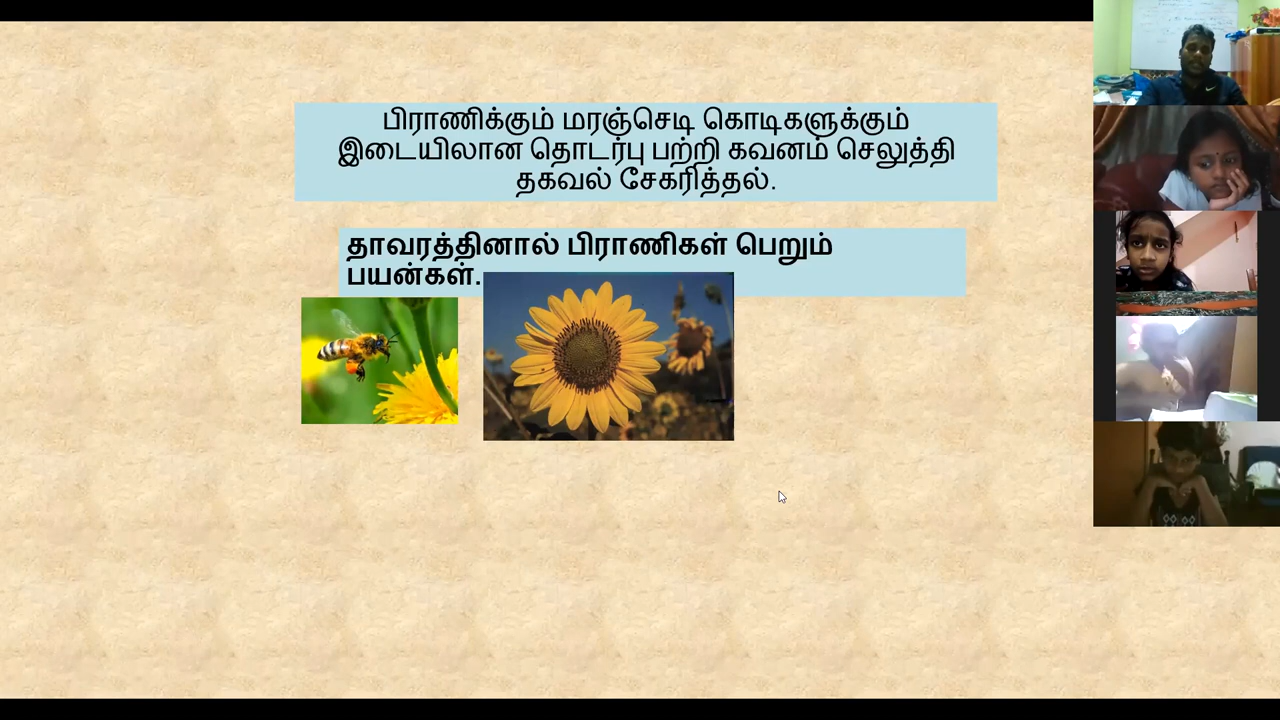 பிராணிக்கும் மரஞ்செடி கொடிகளுக்கும்
இடையிலான தொடர்பு பற்றி கவனம் செலுத்தி
தகவல் சேகரித்தல்.
தாவரத்தினால் பிராணிகள் பெறும்
பயன்கள்.